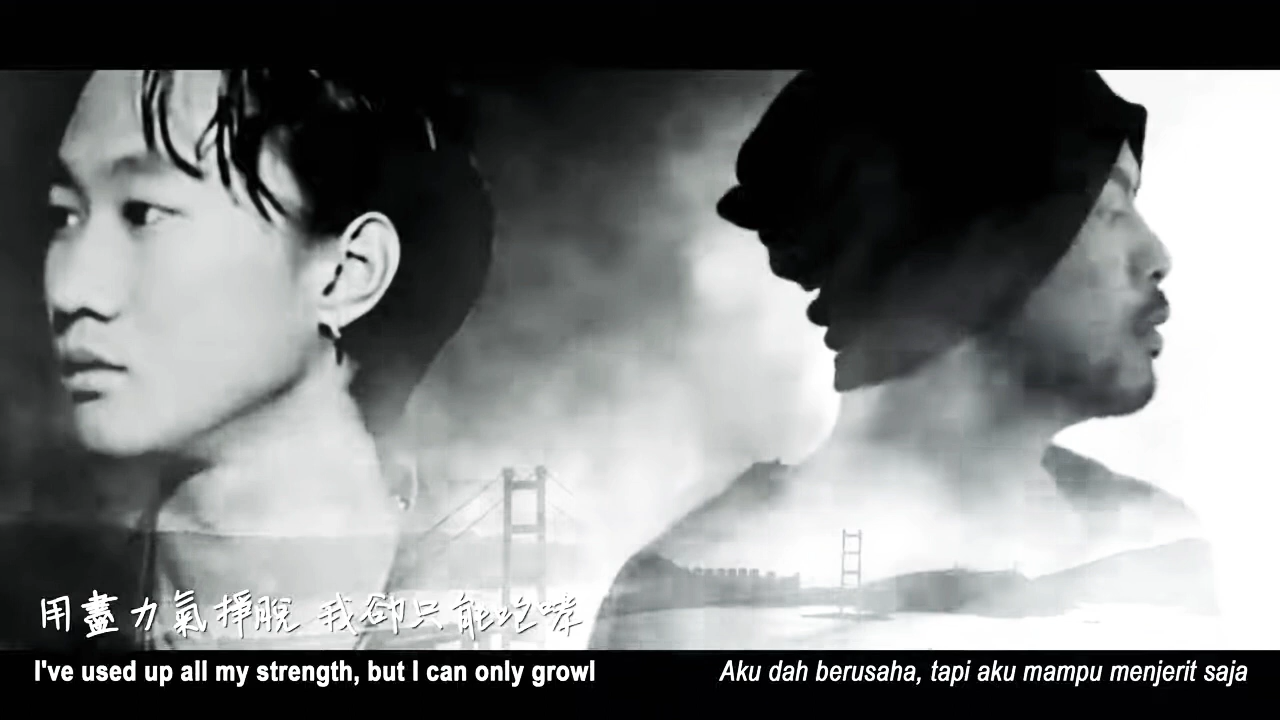 用盡力氣掙脫 我卻只能咆哮
I've used up all my strength, but I can only growl
Aku dah berusaha, tapi aku mampu menjerit saja